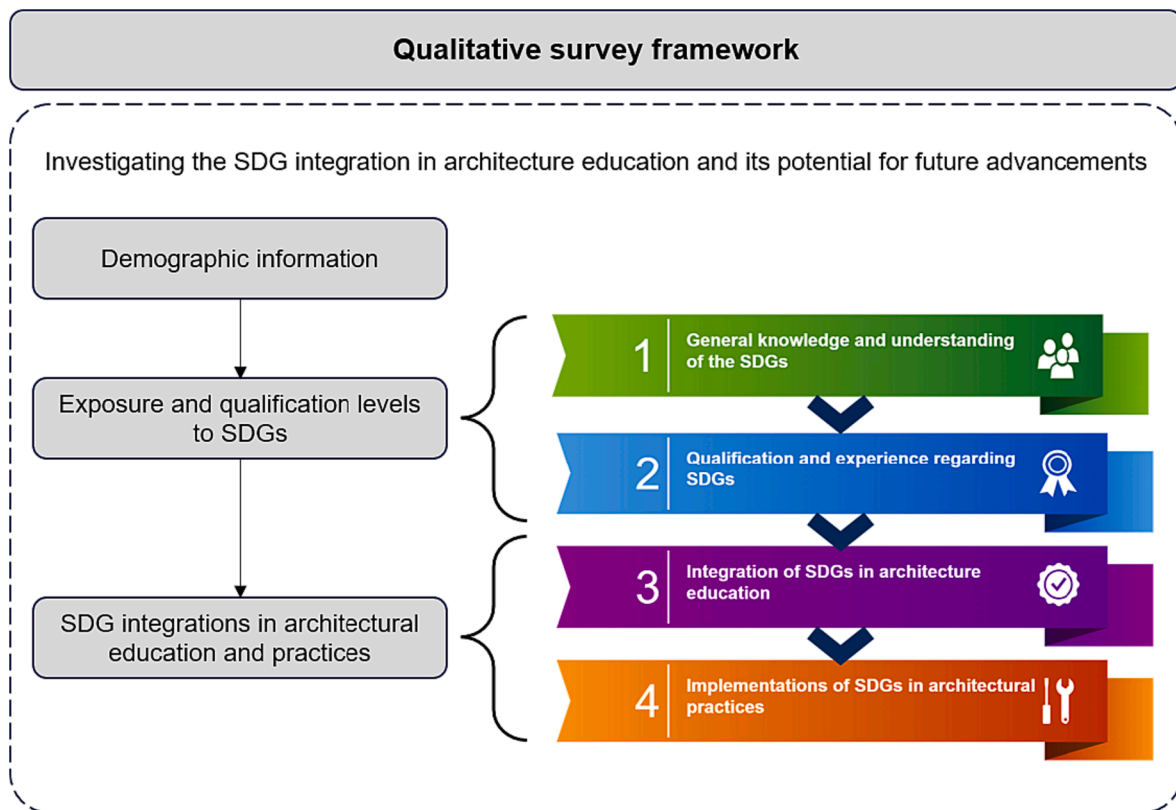 Qualitative survey framework
Investigating the SDG integration in architecture education and its potential for future advancements
Demographic information
Exposure and qualification levels
to SDGs
SDG integrations in architectural
education and practices
1
General knowledge and understanding
of the SDGs
2
Qualification and experience regarding
SDGs
3
Integration of SDGs in architecture
education
4
Implementations of SDGs in architectural
practices